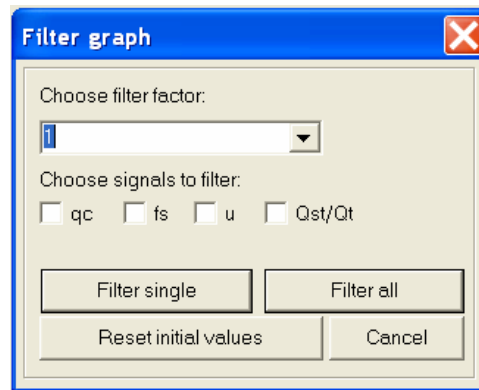 Filter graph
Choose filter factor:
1
Choose signals to filter:
qc fs u Qst/Qt
Filter single Filter all
Reset initial values Cancel